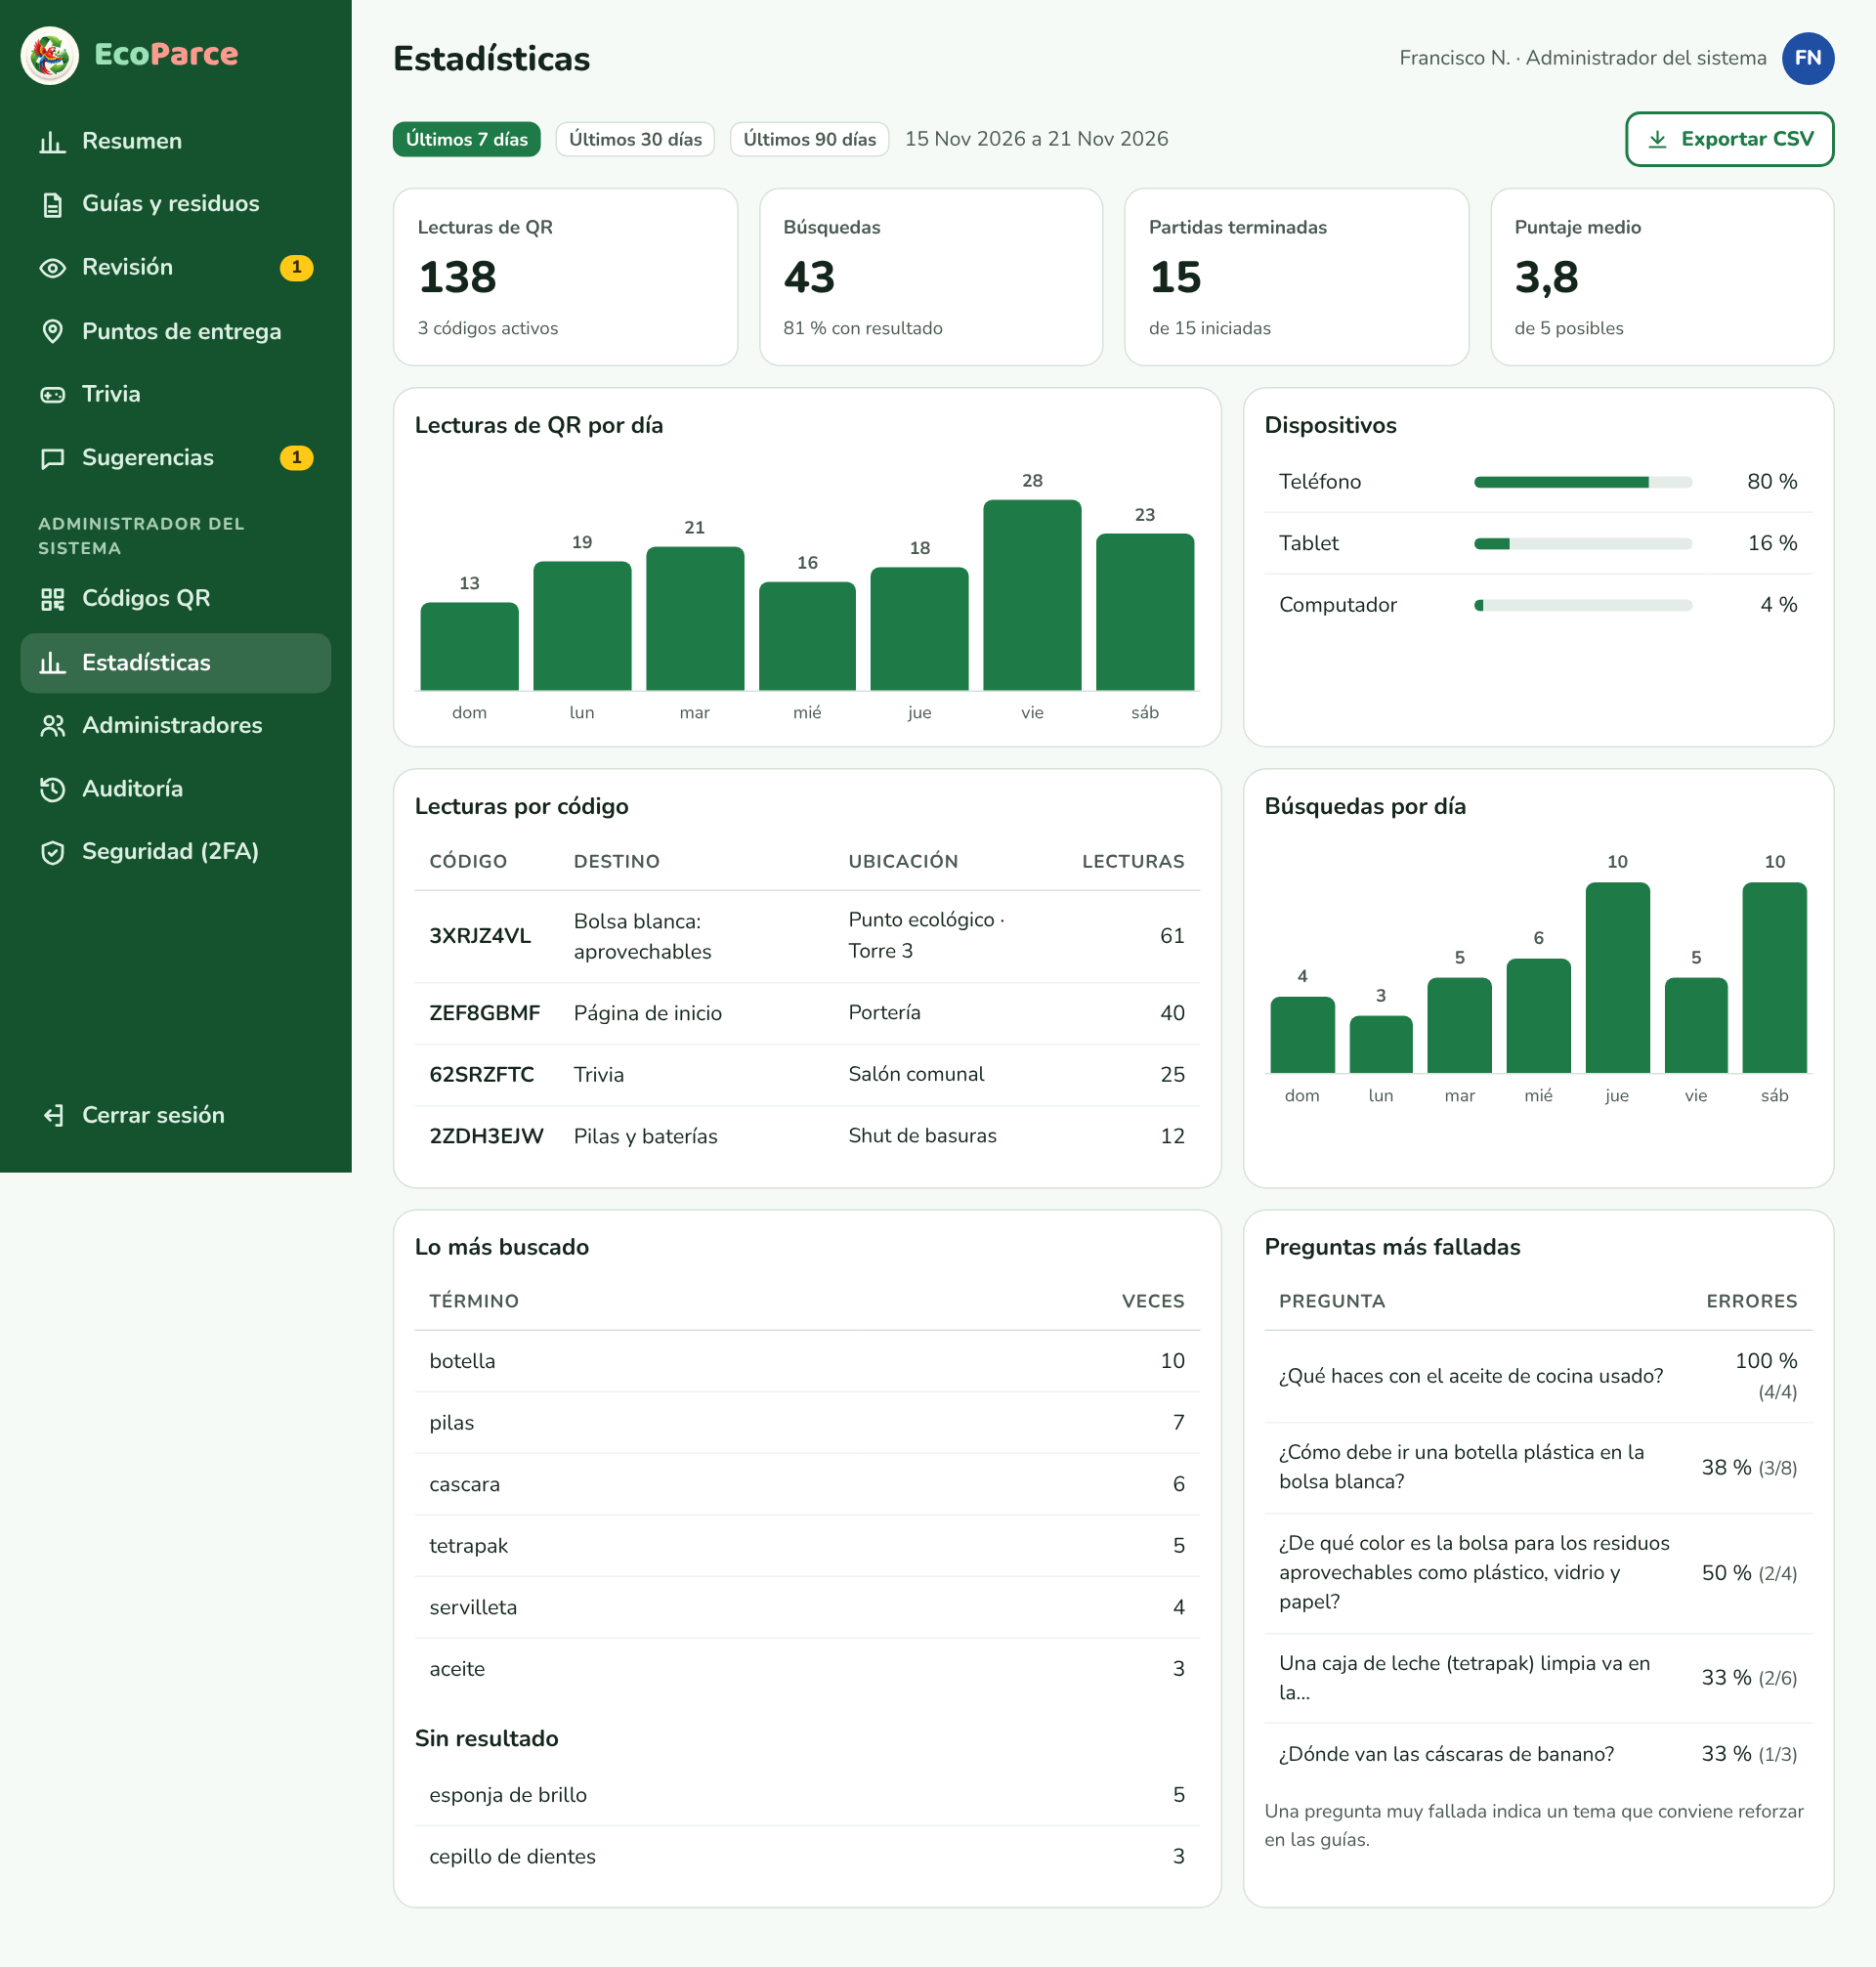 EcoParce
Resumen
Guías y residuos
Revisión 1
Puntos de entrega
Trivia
Sugerencias 1
ADMINISTRADOR DEL
SISTEMA
Códigos QR
Estadísticas
Administradores
Auditoría
Seguridad (2FA)
Cerrar sesión
Estadísticas
Francisco N. · Administrador del sistema FN
Últimos 7 días Últimos 30 días Últimos 90 días 15 Nov 2026 a 21 Nov 2026 Exportar CSV
Lecturas de QR
138
3 códigos activos
Búsquedas
43
81 % con resultado
Partidas terminadas
15
de 15 iniciadas
Puntaje medio
3,8
de 5 posibles
Lecturas de QR por día
13 19 21 16 18 28 23
dom lun mar mié jue vie sáb
Dispositivos
Teléfono 80 %
Tablet 16 %
Computador 4 %
Lecturas por código
CÓDIGO DESTINO UBICACIÓN LECTURAS
3XRJZ4VL Bolsa blanca: aprovechables Punto ecológico · Torre 3 61
ZEF8GBMF Página de inicio Portería 40
62SRZFTC Trivia Salón comunal 25
2ZDH3EJW Pilas y baterías Shut de basuras 12
Búsquedas por día
4 3 5 6 10 5 10
dom lun mar mié jue vie sáb
Lo más buscado
TÉRMINO VECES
botella 10
pilas 7
cascara 6
tetrapak 5
servilleta 4
aceite 3
Sin resultado
esponja de brillo 5
cepillo de dientes 3
Preguntas más falladas
PREGUNTA ERRORES
¿Qué haces con el aceite de cocina usado? 100 %
(4/4)
¿Cómo debe ir una botella plástica en la
bolsa blanca? 38 % (3/8)
¿De qué color es la bolsa para los residuos
aprovechables como plástico, vidrio y
papel? 50 % (2/4)
Una caja de leche (tetrapak) limpia va en
la... 33 % (2/6)
¿Dónde van las cáscaras de banano? 33 % (1/3)
Una pregunta muy fallada indica un tema que conviene reforzar
en las guías.